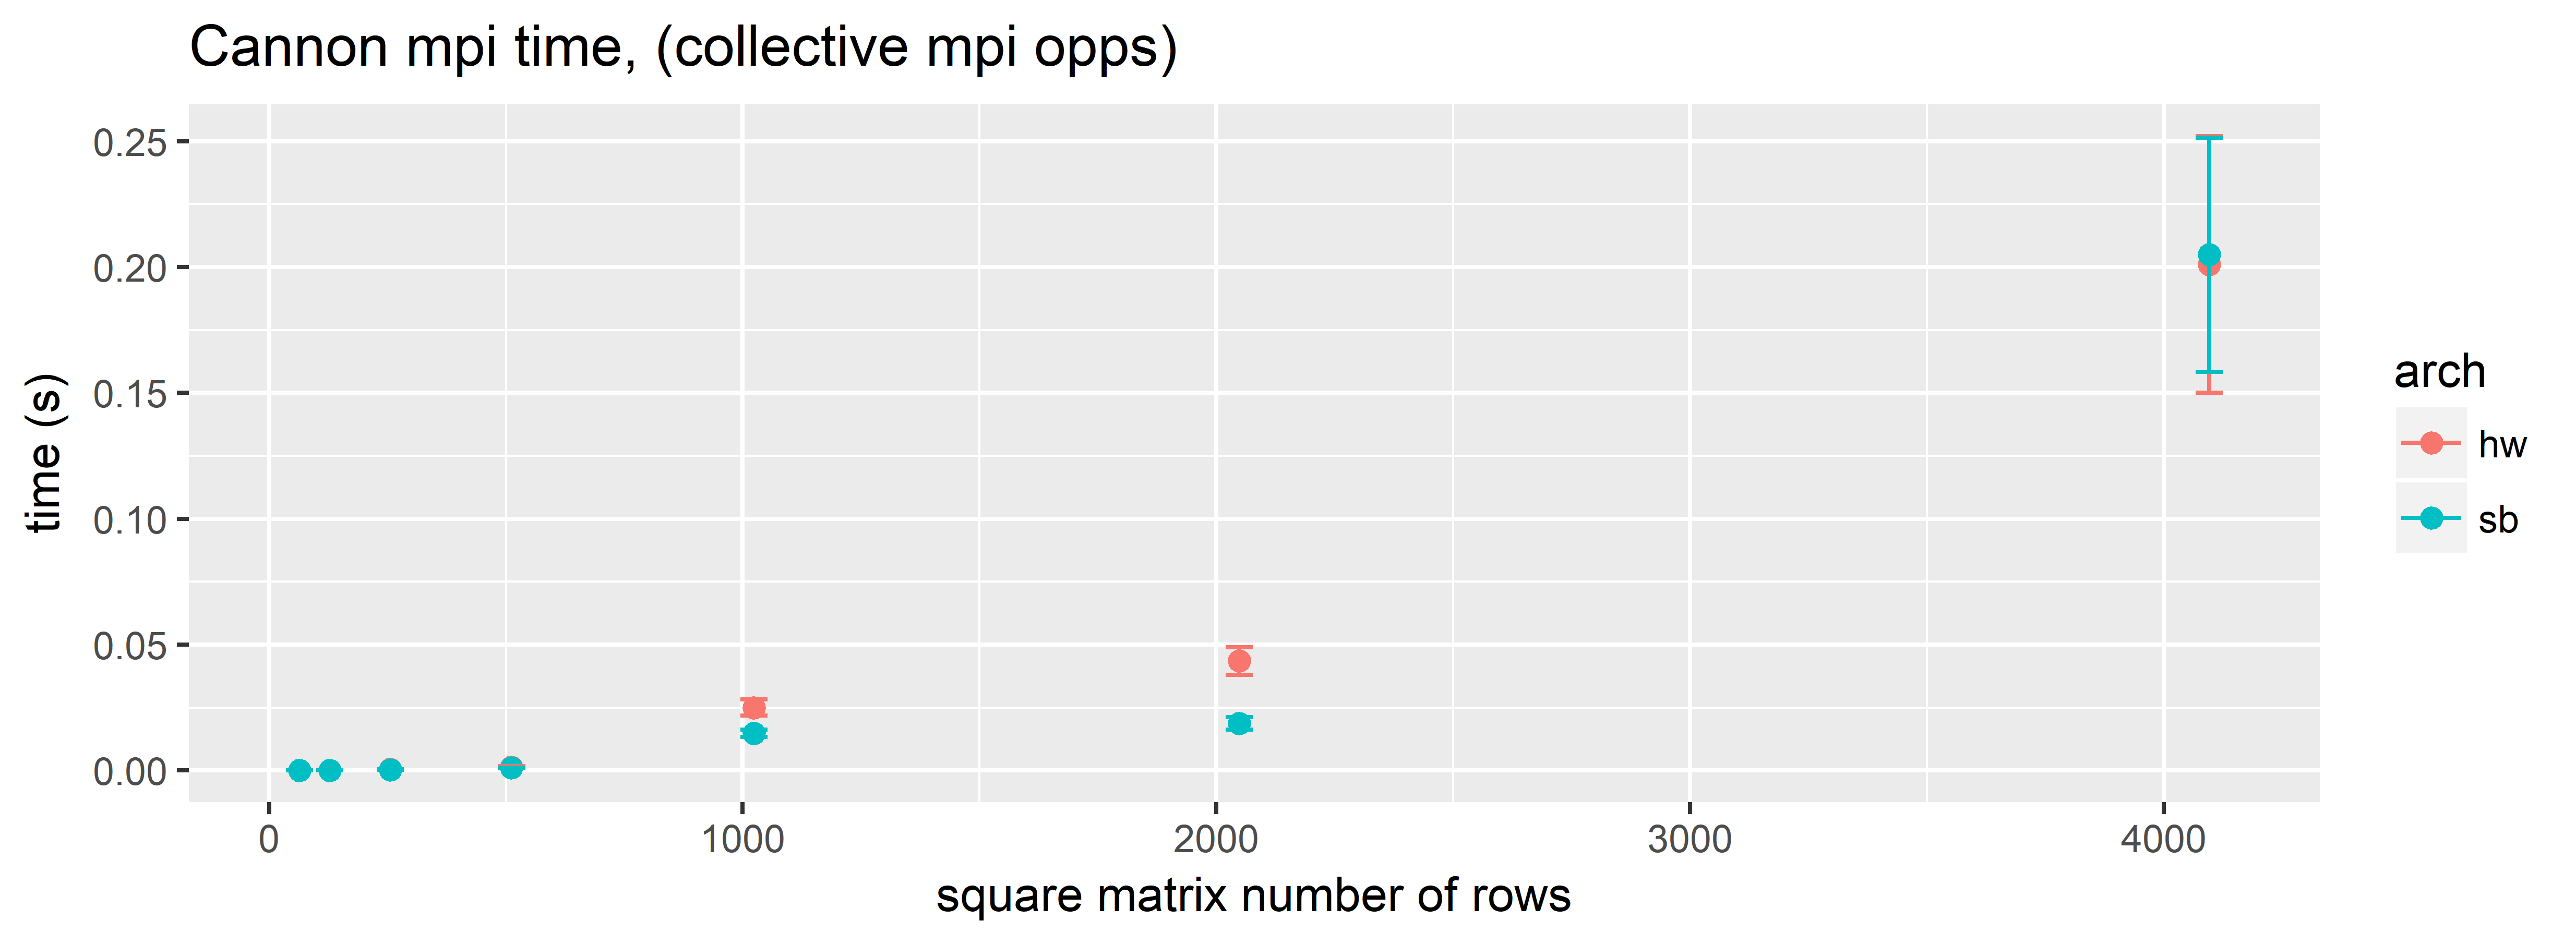 Cannon mpi time, (collective mpi opps)
0.25
0.20
0.15
0.10
0.05
0.00
time (s)
0 1000 2000 3000 4000
square matrix number of rows
arch
hw
sb